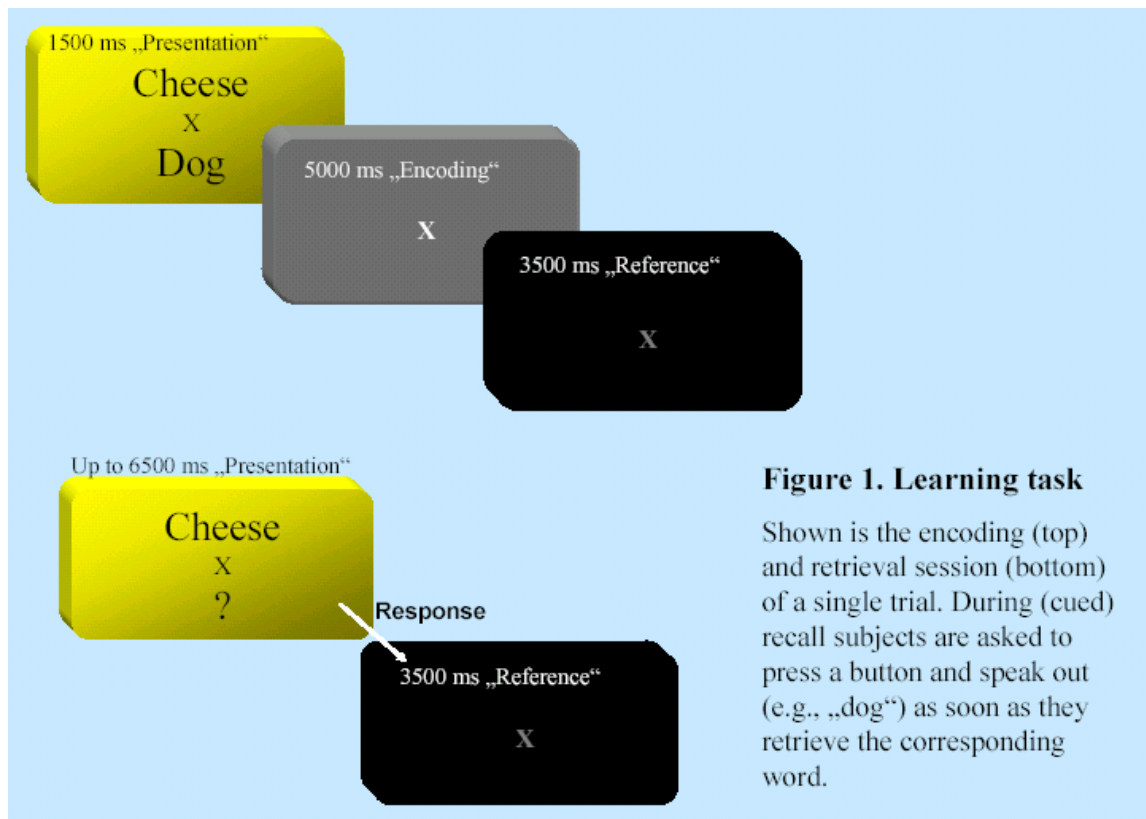 1500 ms „Presentation“
Cheese
X
Dog
5000 ms „Encoding“
X
3500 ms „Reference“
X
Up to 6500 ms „Presentation“
Cheese
X
?
Response
3500 ms „Reference“
X
Figure 1. Learning task
Shown is the encoding (top)
and retrieval session (bottom)
of a single trial. During (cued)
recall subjects are asked to
press a button and speak out
(e.g., „dog“) as soon as they
retrieve the corresponding
word.